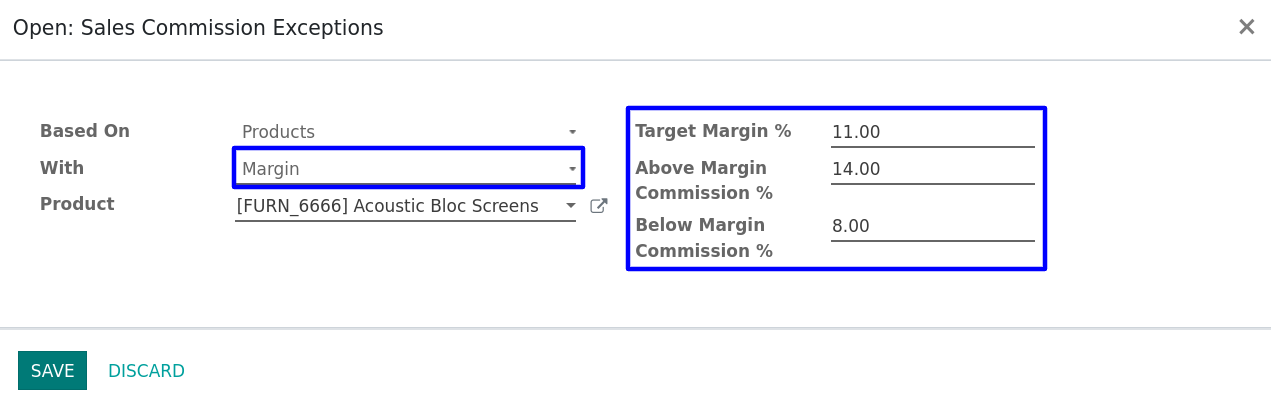 Open: Sales Commission Exceptions
Based On
Products
With
Margin
Product
[FURN_6666] Acoustic Bloc Screens
Target Margin %
11.00
Above Margin
Commission %
14.00
Below Margin
Commission %
8.00
SAVE
DISCARD